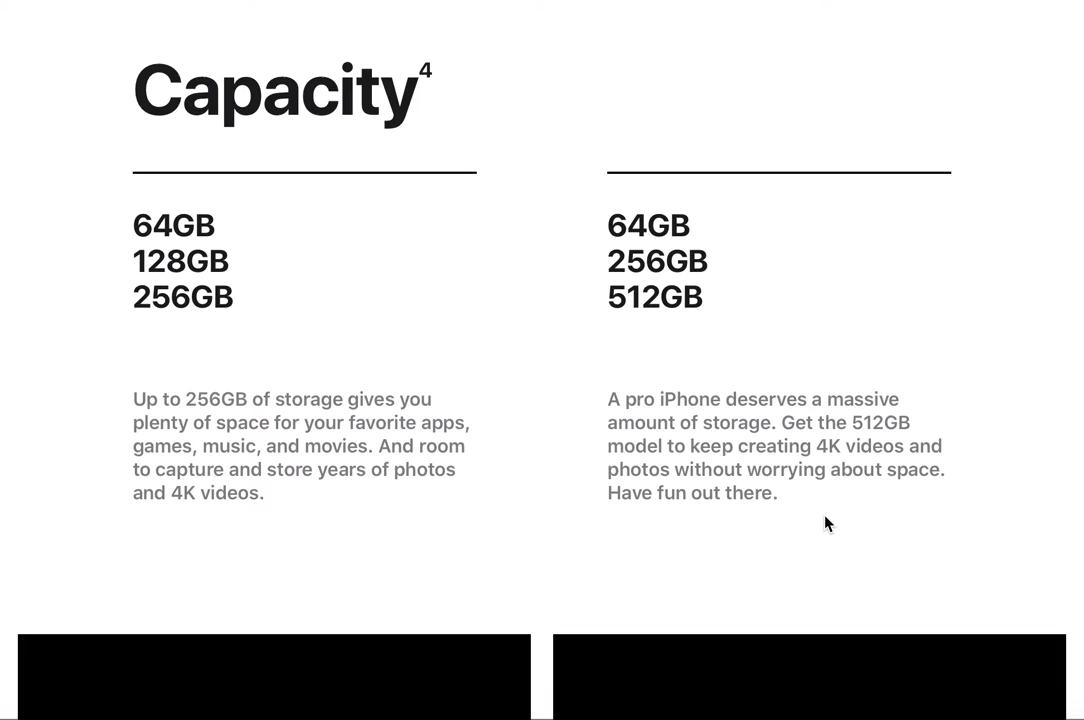 Capacity4
64GB
128GB
256GB
Up to 256GB of storage gives you
plenty of space for your favorite apps,
games, music, and movies. And room
to capture and store years of photos
and 4K videos.
64GB
256GB
512GB
A pro iPhone deserves a massive
amount of storage. Get the 512GB
model to keep creating 4K videos and
photos without worrying about space.
Have fun out there.